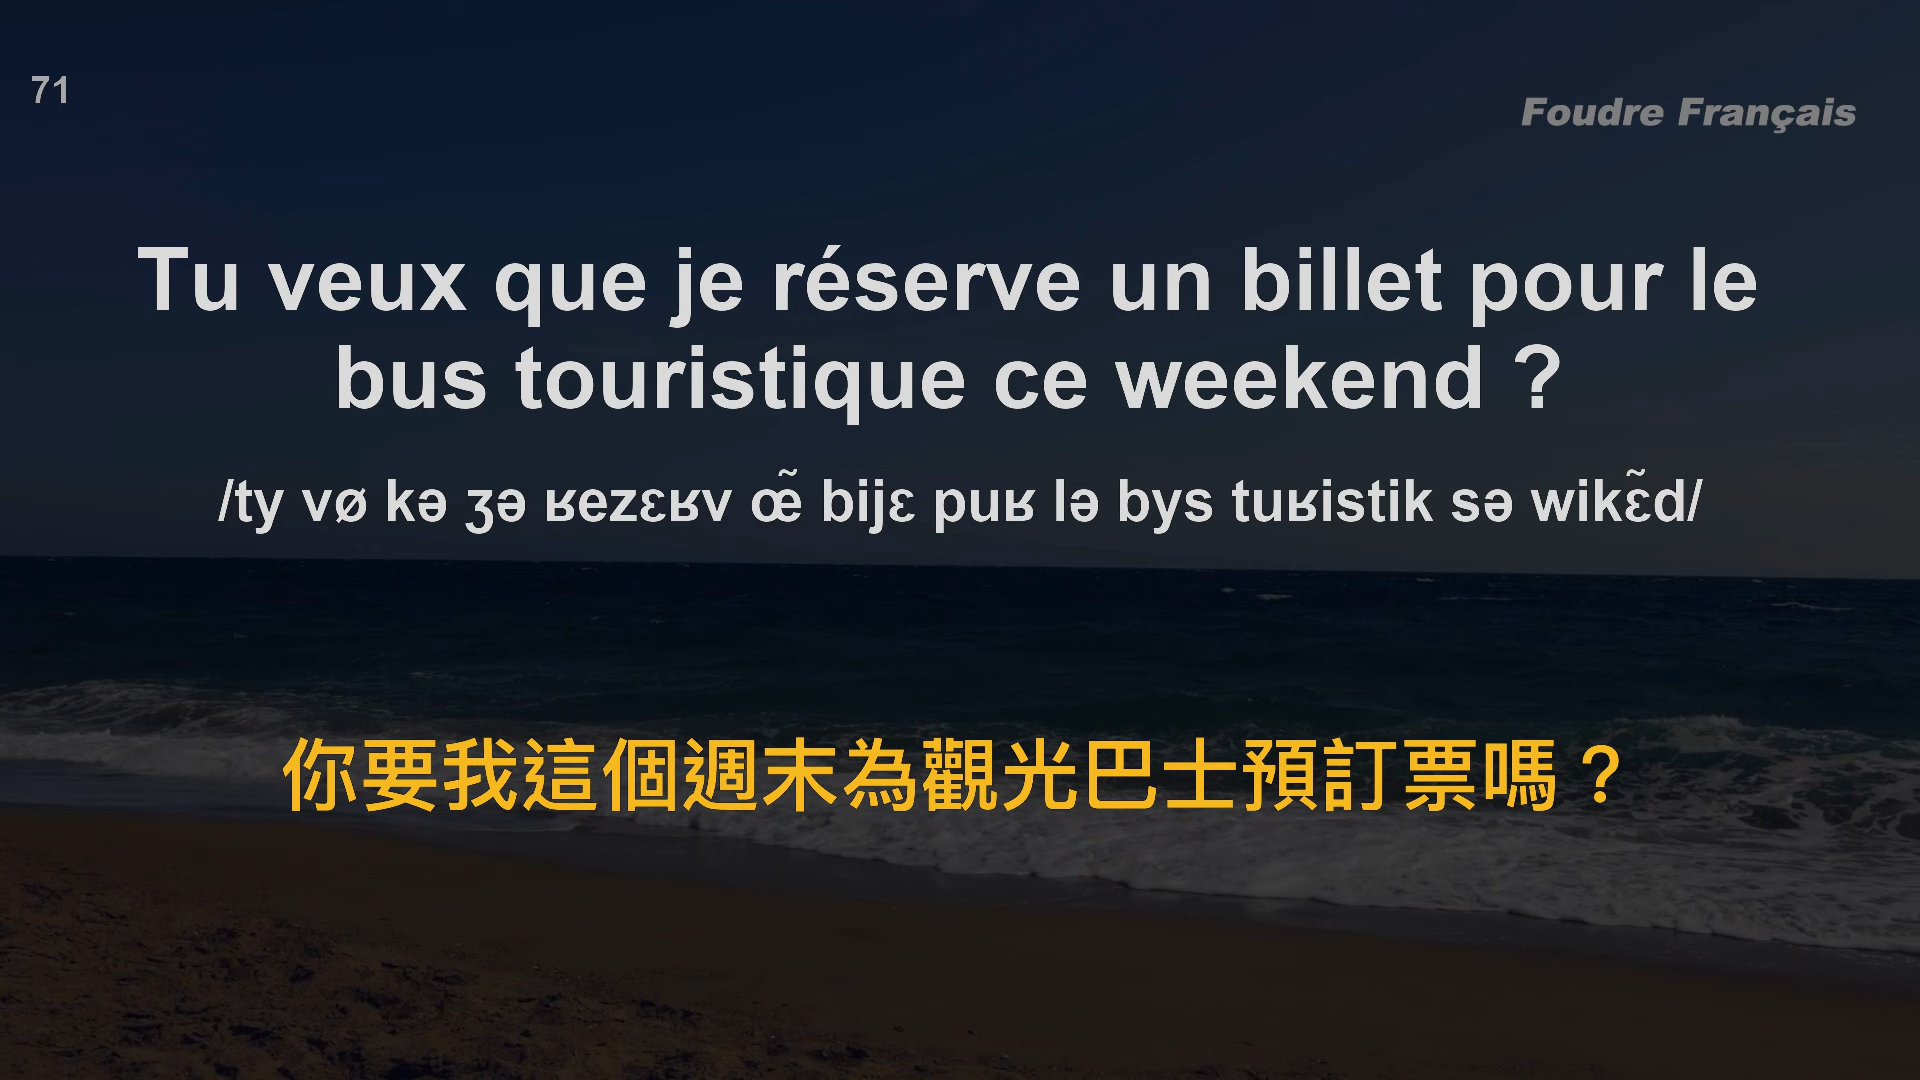 71
Foudre Français
Tu veux que je réserve un billet pour le
bus touristique ce weekend ?
/ty vø kə ʒə ʁezɛʁv œ̃ bijɛ puʁ lə bys tuʁistik sə wikɛ̃d/
你要我這個週末為觀光巴士預訂票嗎？